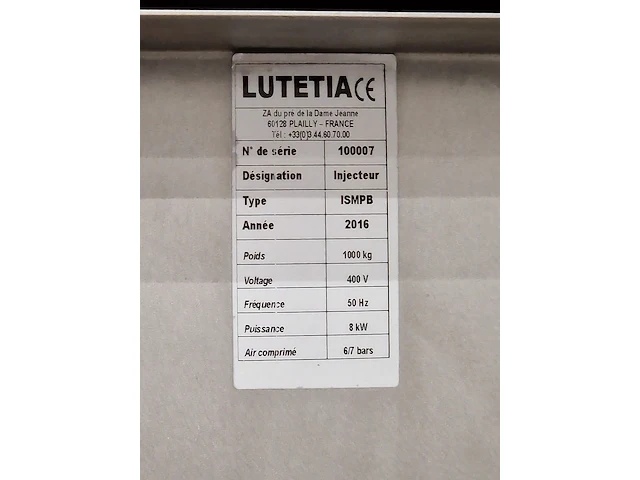 LUTETIA CE
ZA du pré de la Dame Jeanne
60128 PLAILLY – FRANCE
Tél : +33(0)3.44.60.70.00
N° de série 100007
Désignation Injecteur
Type ISMPB
Année 2016
Poids 1000 kg
Voltage 400 V
Fréquence 50 Hz
Puissance 8 kW
Air comprimé 6/7 bars